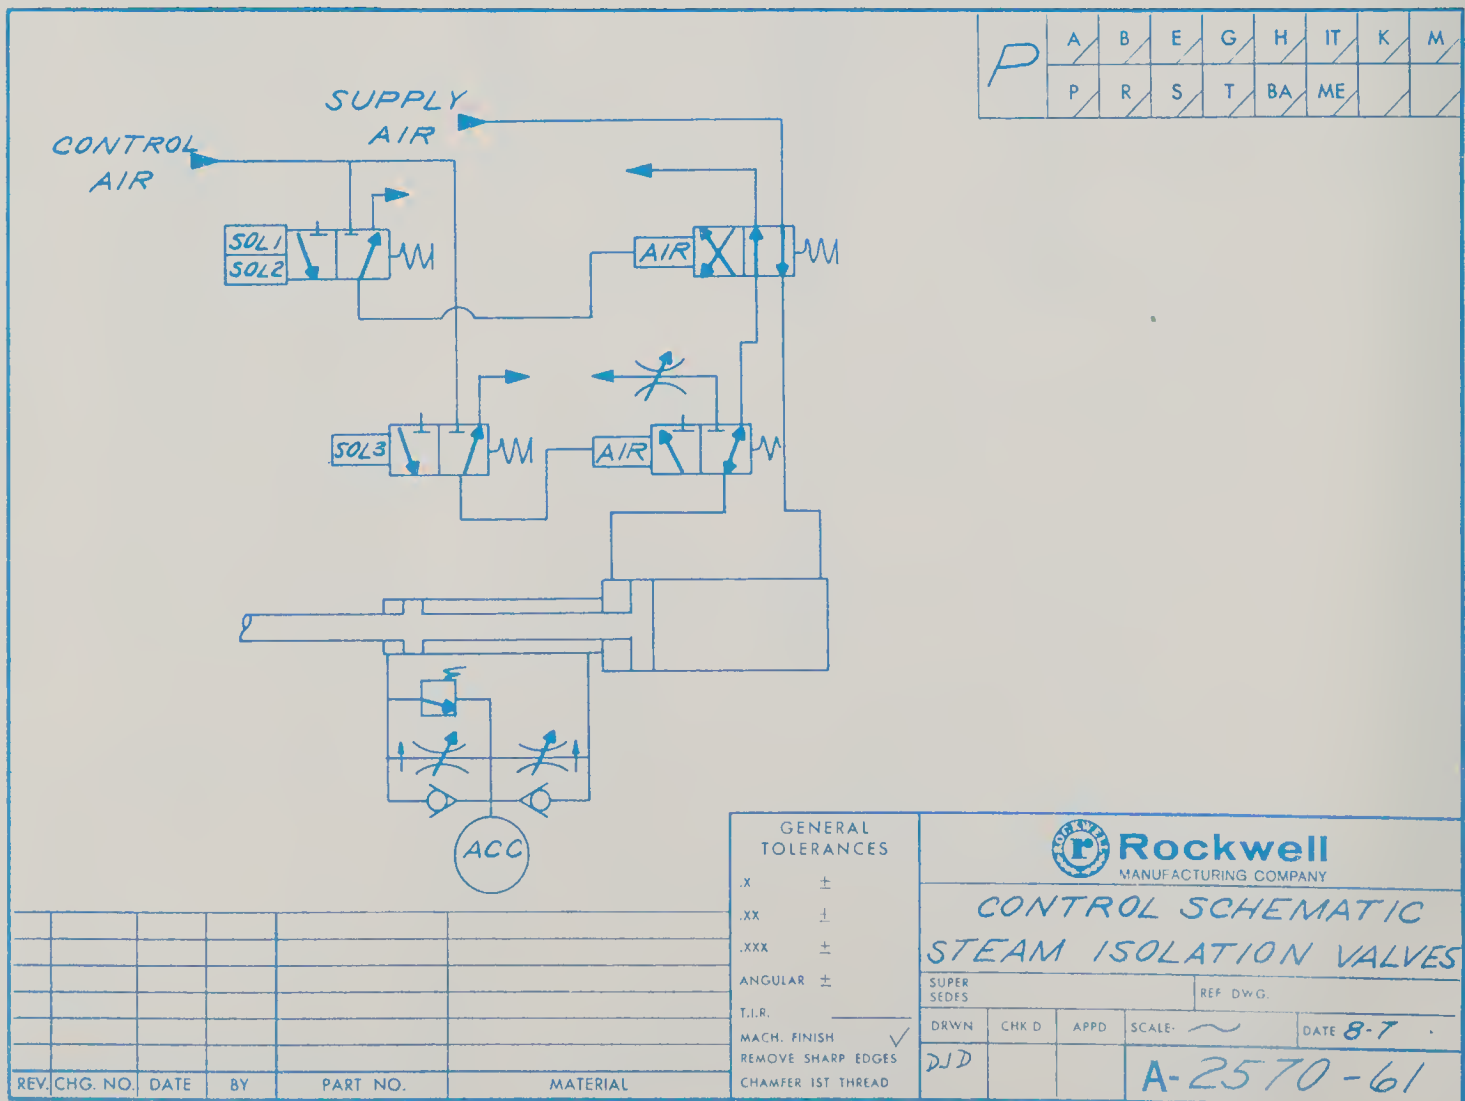 P
A B E G H IT K M
P R S T BA ME
SUPPLY
AIR
CONTROL
AIR
SOL1
SOL2
AIR
SOL3
AIR
ACC
GENERAL
TOLERANCES
.X ±
.XX ±
.XXX ±
ANGULAR ±
T.I.R.
MACH. FINISH
REMOVE SHARP EDGES
CHAMFER 1ST THREAD
ROCKWELL
r
Rockwell
MANUFACTURING COMPANY
CONTROL SCHEMATIC
STEAM ISOLATION VALVES
SUPER
SEDES
REF DWG.
DRWN CHK D APPD SCALE- DATE 8-7
DJD
A-2570-61
REV. CHG. NO. DATE BY PART NO. MATERIAL